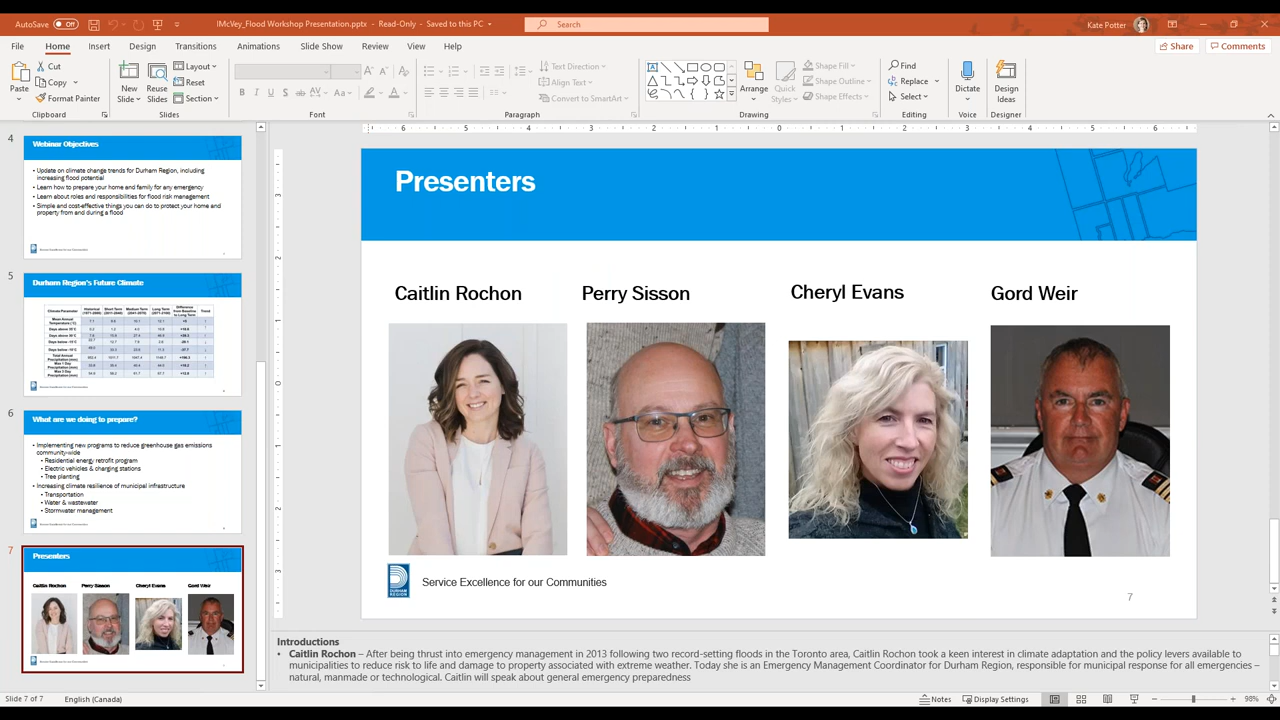 AutoSave Off IMcVey_Flood Workshop Presentation.pptx - Read-Only - Saved to this PC Search Kate Potter
File Home Insert Design Transitions Animations Slide Show Review View Help Share Comments
Paste Cut Copy Format Painter
New Slides Reuse Slides Layout Reset Section
Text Direction Align Text Convert to SmartArt
Arrange Quick Styles Shape Fill Shape Outline Shape Effects
Find Replace Select Dictate Design Ideas
Clipboard Slides Font Paragraph Drawing Editing Voice Designer
4
Webinar Objectives
• Update on climate change trends for Durham Region, including
increasing flood potential
• Learn how to prepare your home and family for any emergency
• Learn about roles and responsibilities for flood risk management
• Simple and cost-effective things you can do to protect your home and
property from and during a flood
5
Durham Region's Future Climate
6
What are we doing to prepare?
• Implementing new programs to reduce greenhouse gas emissions
community-wide
• Residential energy retrofit program
• Electric vehicles & charging stations
• Tree planting
• Increasing climate resilience of municipal infrastructure
• Transportation
• Water & wastewater
• Stormwater management
7
Presenters
Caitlin Rochon Perry Sisson Cheryl Evans Gord Weir
Presenters
Caitlin Rochon Perry Sisson Cheryl Evans Gord Weir
DURHAM
REGION
Service Excellence for our Communities
7
Introductions
• Caitlin Rochon – After being thrust into emergency management in 2013 following two record-setting floods in the Toronto area, Caitlin Rochon took a keen interest in climate adaptation and the policy levers available to
municipalities to reduce risk to life and damage to property associated with extreme weather. Today she is an Emergency Management Coordinator for Durham Region, responsible for municipal response for all emergencies –
natural, manmade or technological. Caitlin will speak about general emergency preparedness
Slide 7 of 7 English (Canada) Notes Display Settings 98%